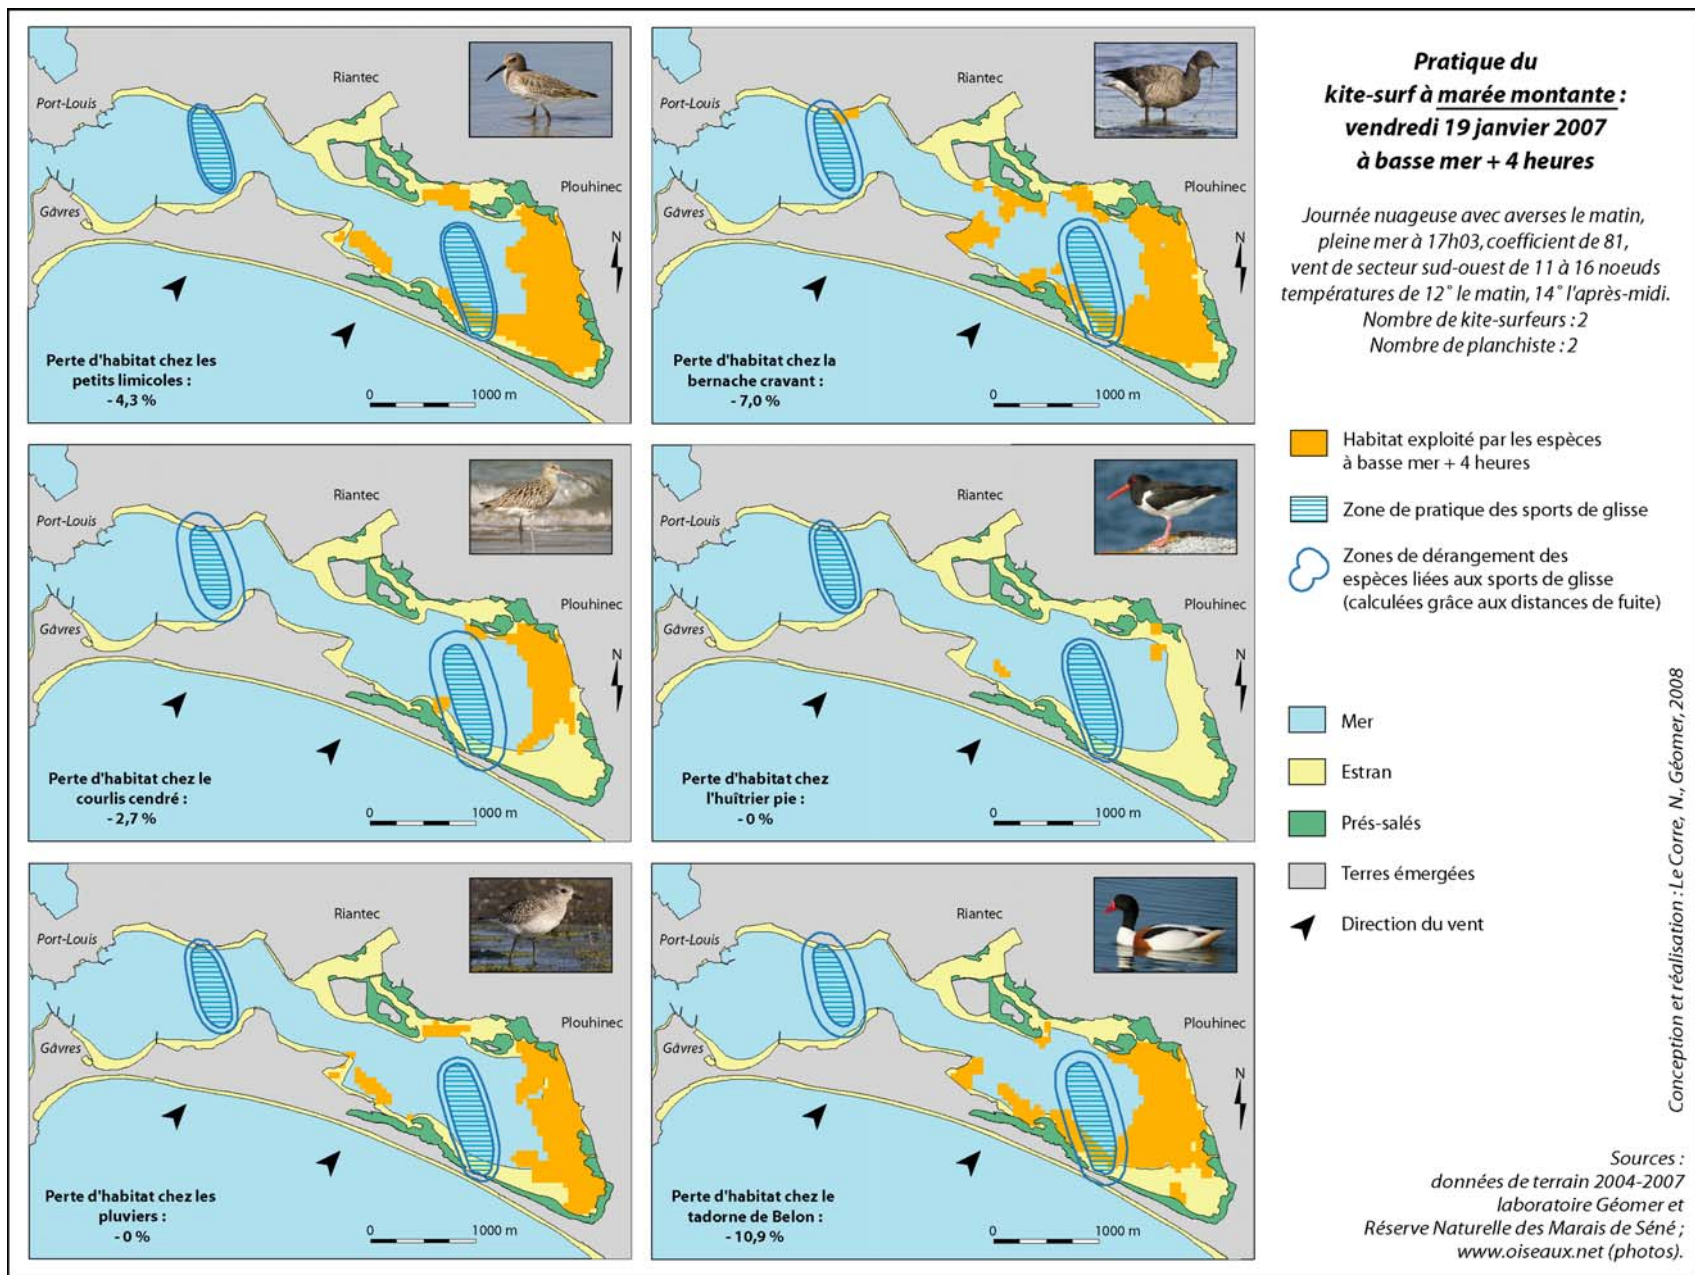 Riantec
Port-Louis
Plouhinec
Gâvres
N
Perte d'habitat chez les
petits limicoles :
- 4,3 %
0 1000 m
Riantec
Port-Louis
Plouhinec
Gâvres
N
Perte d'habitat chez la
bernache cravant :
- 7,0 %
0 1000 m
Riantec
Port-Louis
Plouhinec
Gâvres
N
Perte d'habitat chez le
courlis cendré :
- 2,7 %
0 1000 m
Riantec
Port-Louis
Plouhinec
Gâvres
N
Perte d'habitat chez
l'huîtrier pie :
- 0 %
0 1000 m
Riantec
Port-Louis
Plouhinec
Gâvres
N
Perte d'habitat chez les
pluviers :
- 0 %
0 1000 m
Riantec
Port-Louis
Plouhinec
Gâvres
N
Perte d'habitat chez le
tadorne de Belon :
- 10,9 %
0 1000 m
Pratique du
kite-surf à marée montante :
vendredi 19 janvier 2007
à basse mer + 4 heures
Journée nuageuse avec averses le matin,
pleine mer à 17h03, coefficient de 81,
vent de secteur sud-ouest de 11 à 16 noeuds
températures de 12° le matin, 14° l'après-midi.
Nombre de kite-surfeurs : 2
Nombre de planchiste : 2
Habitat exploité par les espèces
à basse mer + 4 heures
Zone de pratique des sports de glisse
Zones de dérangement des
espèces liées aux sports de glisse
(calculées grâce aux distances de fuite)
Mer
Estran
Prés-salés
Terres émergées
Direction du vent
Conception et réalisation : Le Corre, N., Géomer, 2008
Sources :
données de terrain 2004-2007
laboratoire Géomer et
Réserve Naturelle des Marais de Séné ;
www.oiseaux.net (photos).